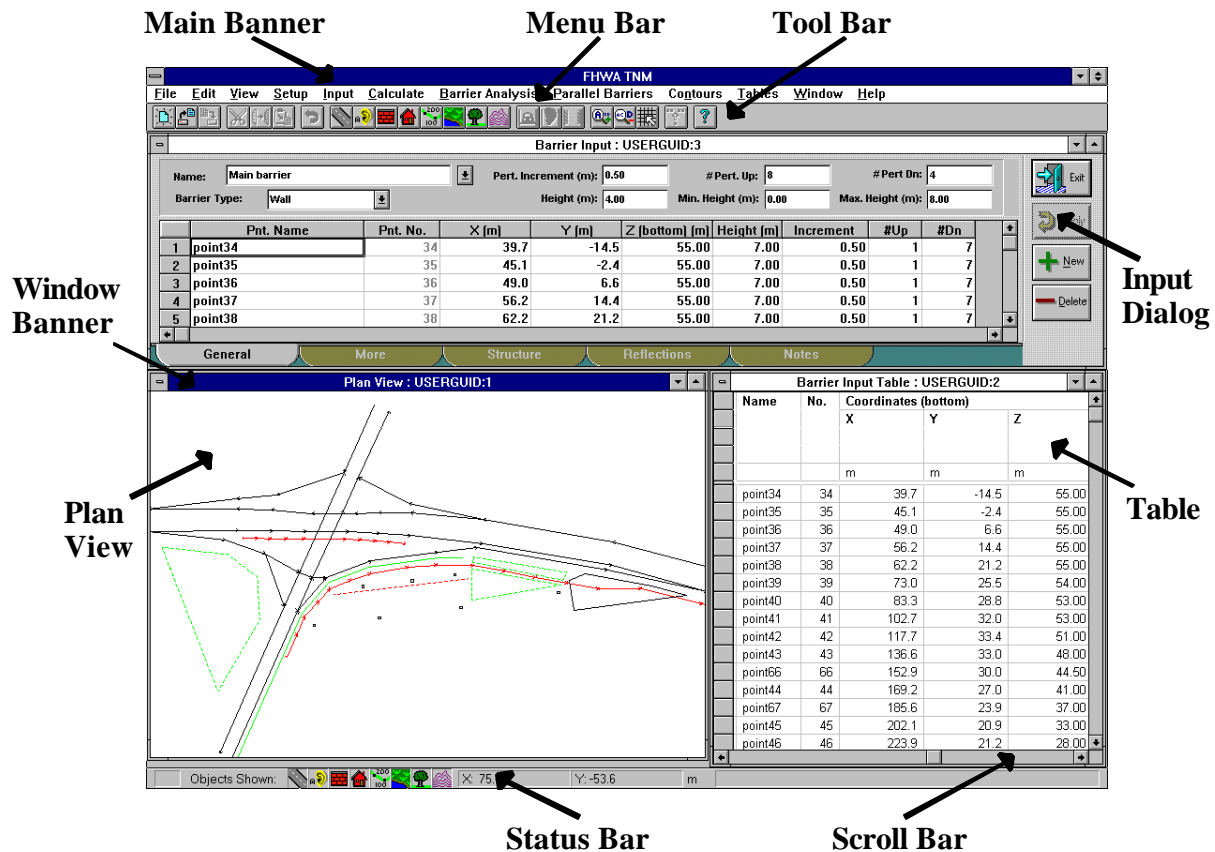 Main Banner Menu Bar Tool Bar
FHWA TNM
File Edit View Setup Input Calculate Barrier Analysis Parallel Barriers Contours Tables Window Help
Barrier Input : USERGUID:3
Name: Main barrier Pert. Increment (m): 0.50 #Pert. Up: 8 #Pert Dn: 4
Barrier Type: Wall Height (m): 4.00 Min. Height (m): 0.00 Max. Height (m): 8.00
Exit
New
Delete
Pnt. Name Pnt. No. X (m) Y (m) Z (bottom) (m) Height (m) Increment #Up #Dn
1 point34 34 39.7 -14.5 55.00 7.00 0.50 1 7
2 point35 35 45.1 -2.4 55.00 7.00 0.50 1 7
3 point36 36 49.0 6.6 55.00 7.00 0.50 1 7
4 point37 37 56.2 14.4 55.00 7.00 0.50 1 7
5 point38 38 62.2 21.2 55.00 7.00 0.50 1 7
General More Structure Reflections Notes
Window
Banner
Input
Dialog
Plan View : USERGUID:1
Barrier Input Table : USERGUID:2
Name No. Coordinates (bottom)
X Y Z
m m m
point34 34 39.7 -14.5 55.00
point35 35 45.1 -2.4 55.00
point36 36 49.0 6.6 55.00
point37 37 56.2 14.4 55.00
point38 38 62.2 21.2 55.00
point39 39 73.0 25.5 54.00
point40 40 83.3 28.8 53.00
point41 41 102.7 32.0 53.00
point42 42 117.7 33.4 51.00
point43 43 136.6 33.0 48.00
point66 66 152.9 30.0 44.50
point44 44 169.2 27.0 41.00
point67 67 185.6 23.9 37.00
point45 45 202.1 20.9 33.00
point46 46 223.9 21.2 28.00
Plan
View
Table
Objects Shown: X: 75. Y: -53.6 m
Status Bar Scroll Bar